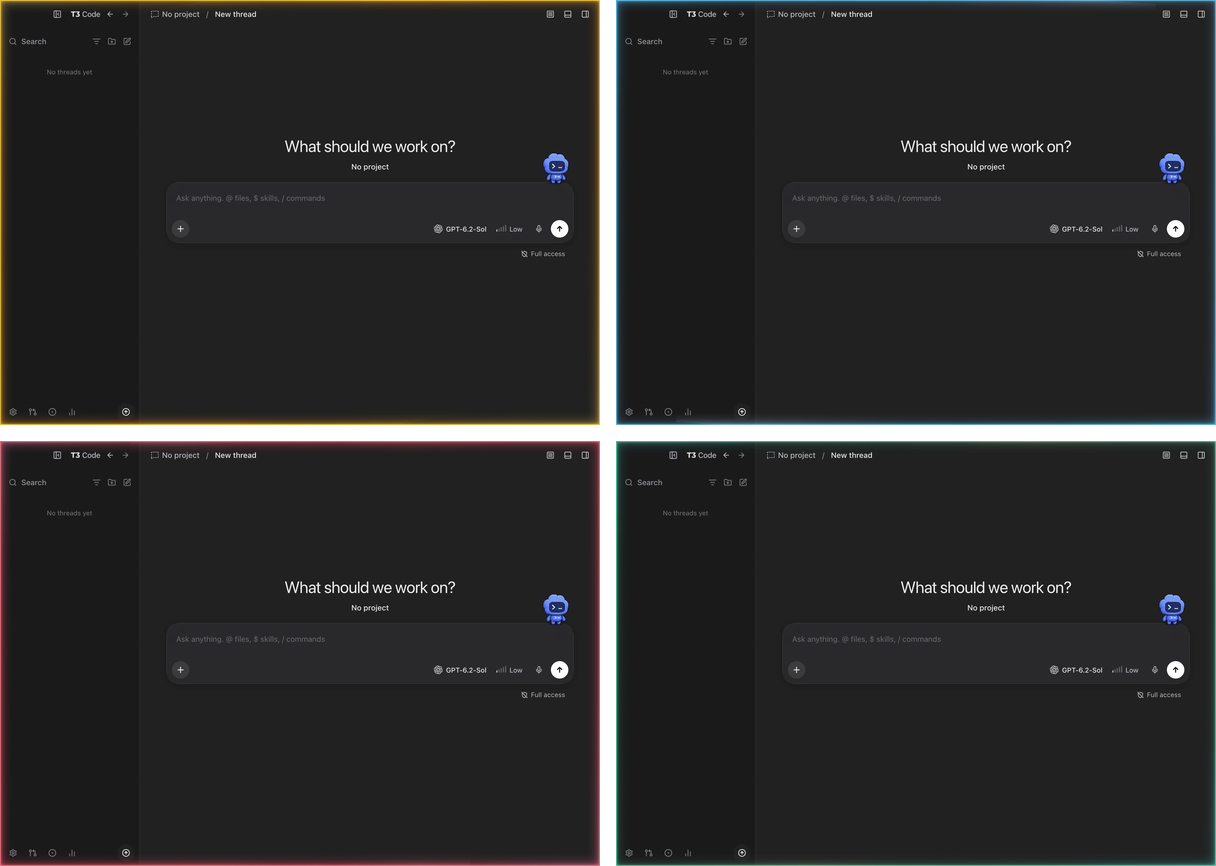 T3 Code
No project / New thread
Search
No threads yet
What should we work on?
No project
Ask anything. @ files, $ skills, / commands
GPT-6.2-Sol Low
Full access
T3 Code
No project / New thread
Search
No threads yet
What should we work on?
No project
Ask anything. @ files, $ skills, / commands
GPT-6.2-Sol Low
Full access
T3 Code
No project / New thread
Search
No threads yet
What should we work on?
No project
Ask anything. @ files, $ skills, / commands
GPT-6.2-Sol Low
Full access
T3 Code
No project / New thread
Search
No threads yet
What should we work on?
No project
Ask anything. @ files, $ skills, / commands
GPT-6.2-Sol Low
Full access